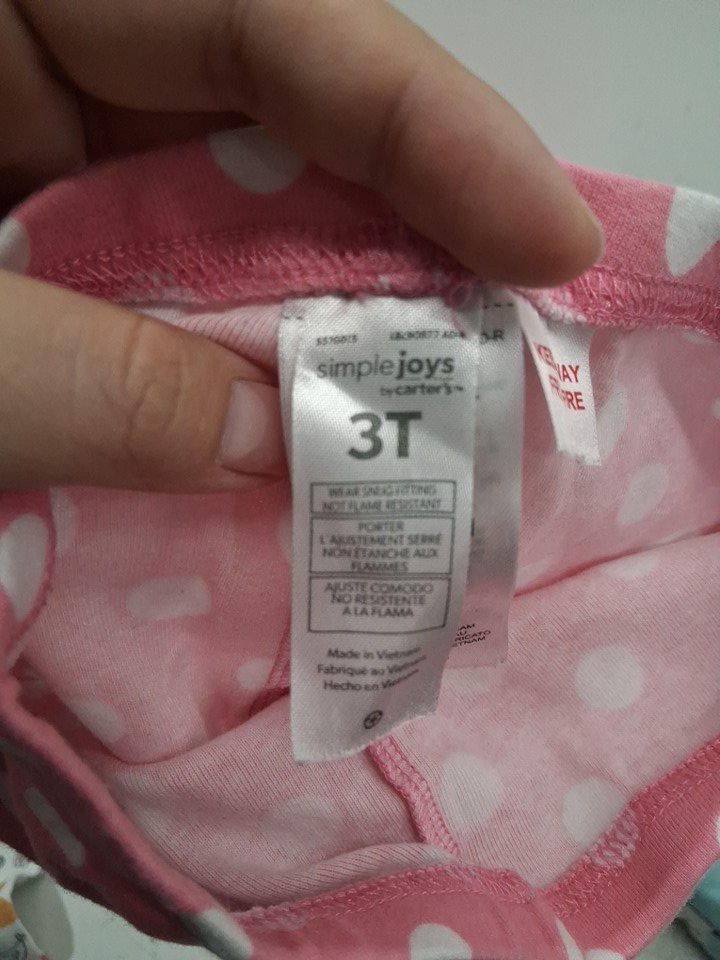 simple joys
by carter's™
3T
WEAR SNUG-FITTING
NOT FLAME RESISTANT
PORTER
L'AJUSTEMENT SERRÉ
NON ÉTANCHE AUX
FLAMMES
AJUSTE COMODO
NO RESISTENTE
A LA FLAMA
Made in Vietnam
Fabriqué au Vietnam
Hecho en Vietnam